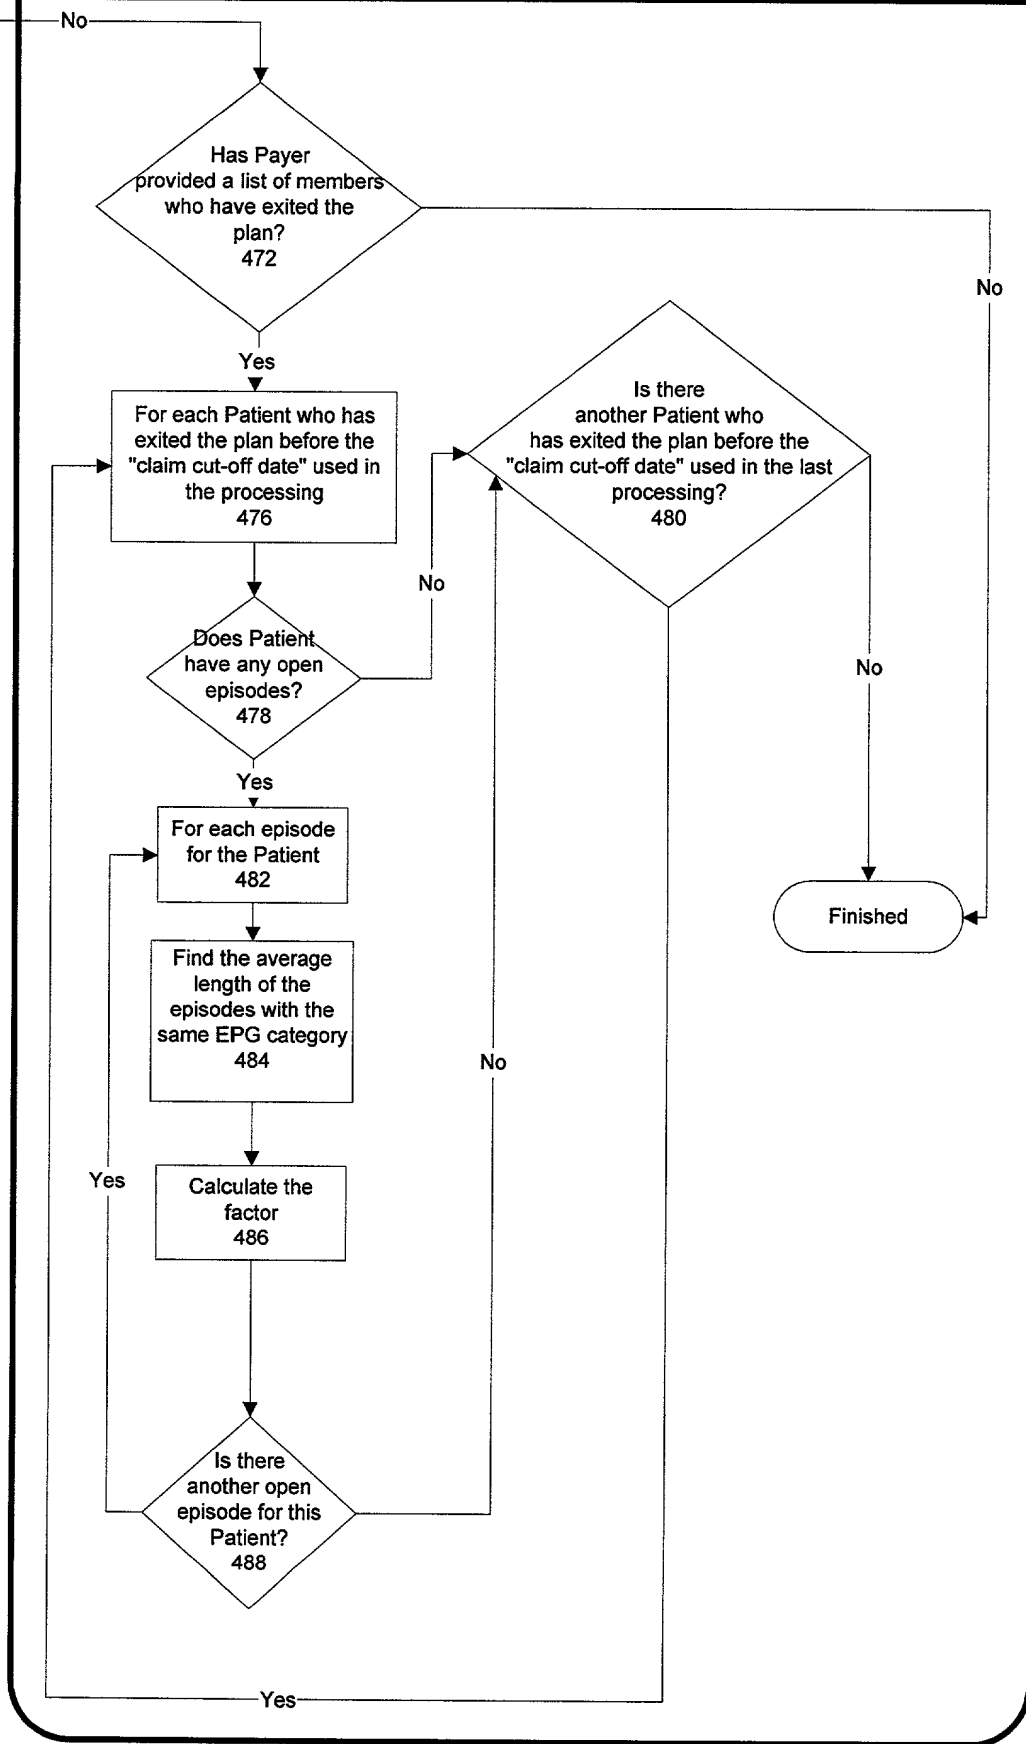 No
Has Payer
provided a list of members
who have exited the
plan?
472
No
Yes
For each Patient who has
exited the plan before the
"claim cut-off date" used in
the processing
476
Is there
another Patient who
has exited the plan before the
"claim cut-off date" used in the last
processing?
480
No
Does Patient
have any open
episodes?
478
No
Yes
For each episode
for the Patient
482
Finished
Find the average
length of the
episodes with the
same EPG category
484
No
Yes
Calculate the
factor
486
Is there
another open
episode for this
Patient?
488
Yes